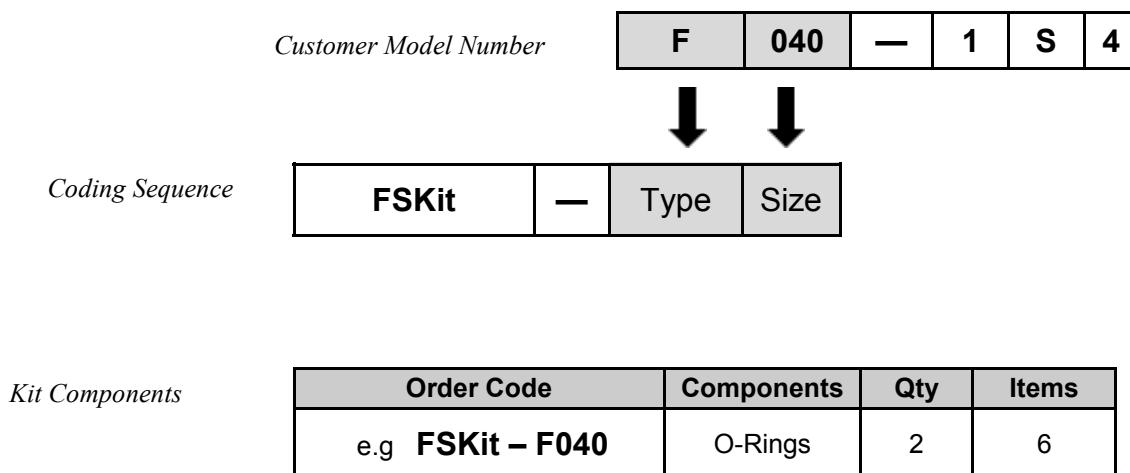 Customer Model Number F 040 — 1 S 4
Coding Sequence FSKit — Type Size
Kit Components Order Code Components Qty Items
e.g FSKit – F040 O-Rings 2 6